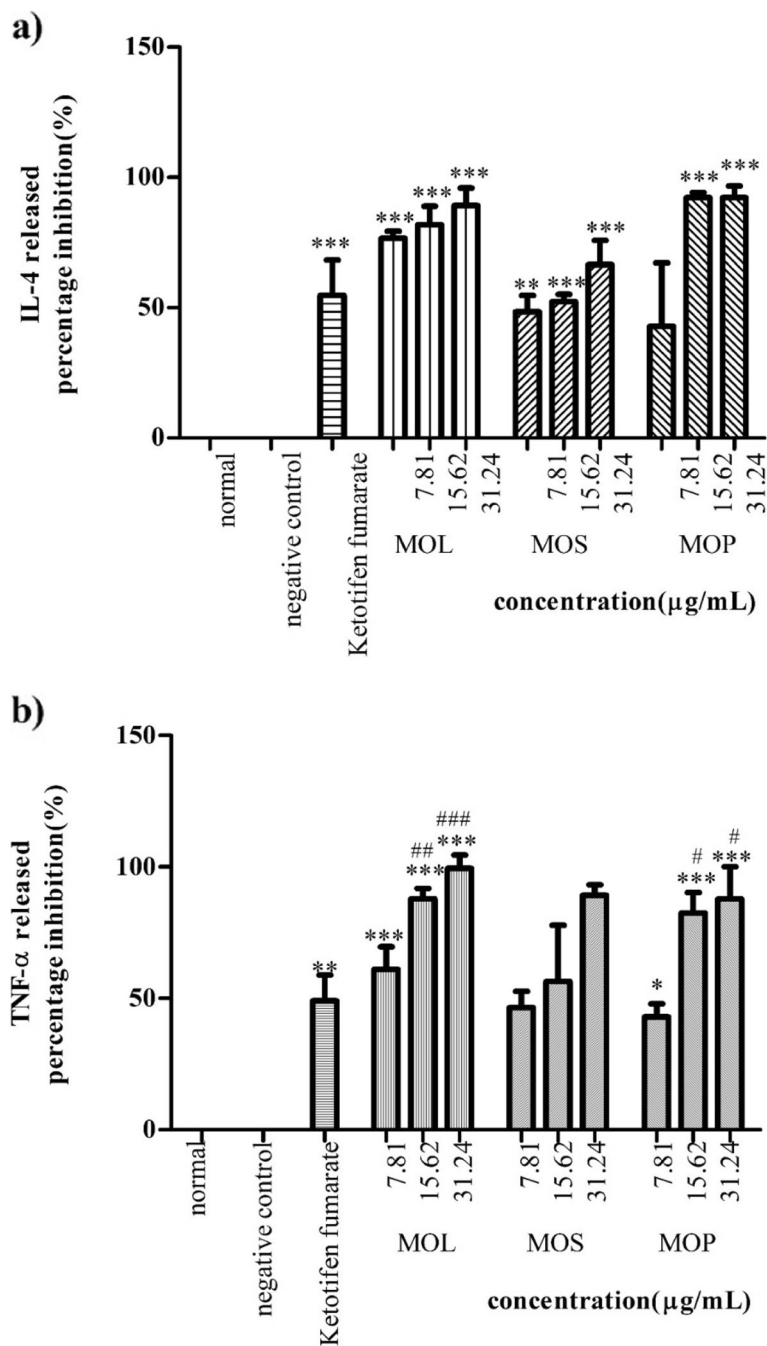 a)
IL-4 released
percentage inhibition(%)
150
100
50
0
***
***
***
***
**
***
***
***
***
normal
negative control
Ketotifen fumarate
7.81
15.62
31.24
7.81
15.62
31.24
7.81
15.62
31.24
MOL
MOS
MOP
concentration(µg/mL)
b)
TNF-α released
percentage inhibition(%)
150
100
50
0
**
***
##
***
###
***
*
#
***
#
***
normal
negative control
Ketotifen fumarate
7.81
15.62
31.24
7.81
15.62
31.24
7.81
15.62
31.24
MOL
MOS
MOP
concentration(µg/mL)